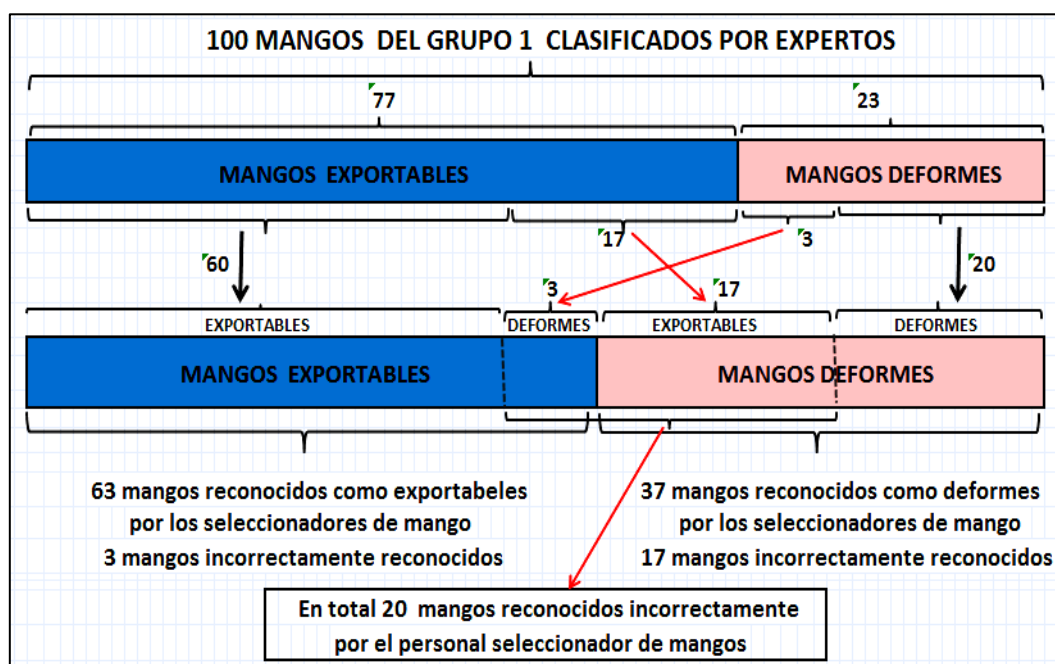 100 MANGOS DEL GRUPO 1 CLASIFICADOS POR EXPERTOS
77
23
MANGOS EXPORTABLES
MANGOS DEFORMES
17
3
60
20
3
17
EXPORTABLES
DEFORMES
EXPORTABLES
DEFORMES
MANGOS EXPORTABLES
MANGOS DEFORMES
63 mangos reconocidos como exportabeles
por los seleccionadores de mango
3 mangos incorrectamente reconocidos
37 mangos reconocidos como deformes
por los seleccionadores de mango
17 mangos incorrectamente reconocidos
En total 20 mangos reconocidos incorrectamente
por el personal seleccionador de mangos